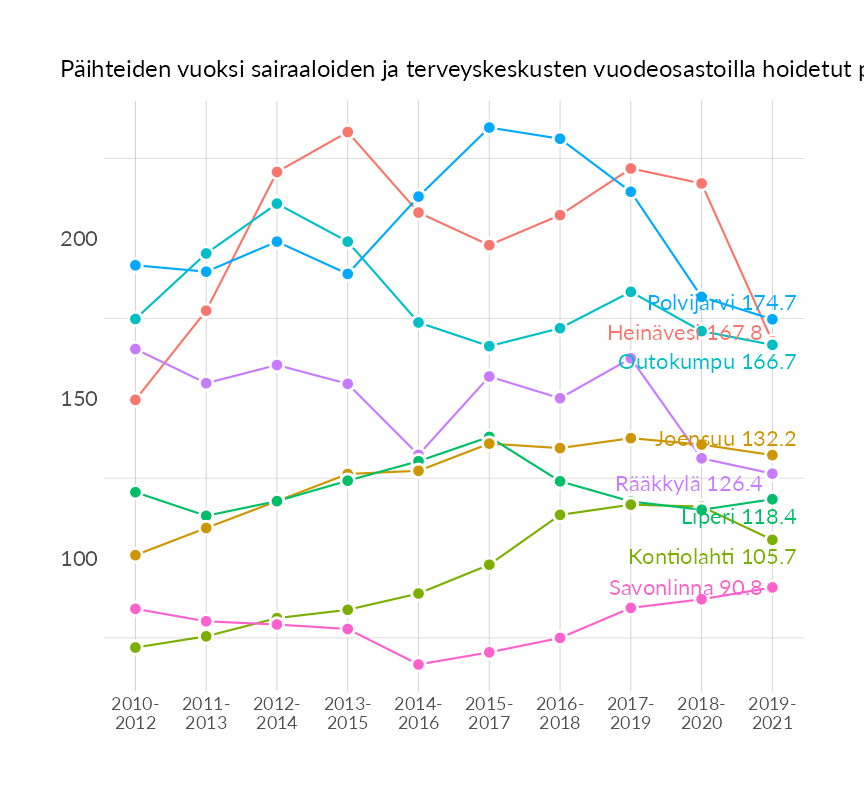 Päihteiden vuoksi sairaaloiden ja terveyskeskusten vuodeosastoilla hoidetut
200
150
100
Polvijärvi 174.7
Heinävesi 167.8
Outokumpu 166.7
Joensuu 132.2
Rääkkylä 126.4
Liperi 118.4
Kontiolahti 105.7
Savonlinna 90.8
2010-
2012
2011-
2013
2012-
2014
2013-
2015
2014-
2016
2015-
2017
2016-
2018
2017-
2019
2018-
2020
2019-
2021